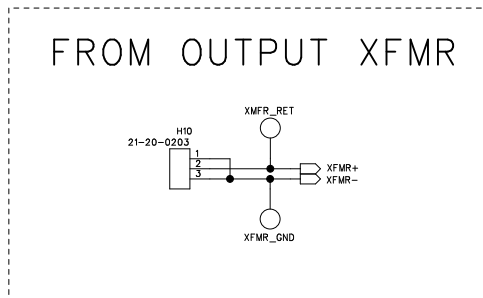 FROM OUTPUT XFMR
XMFR_RET
H10
21-20-0203
1
2
3
XFMR+
XFMR-
XFMR_GND